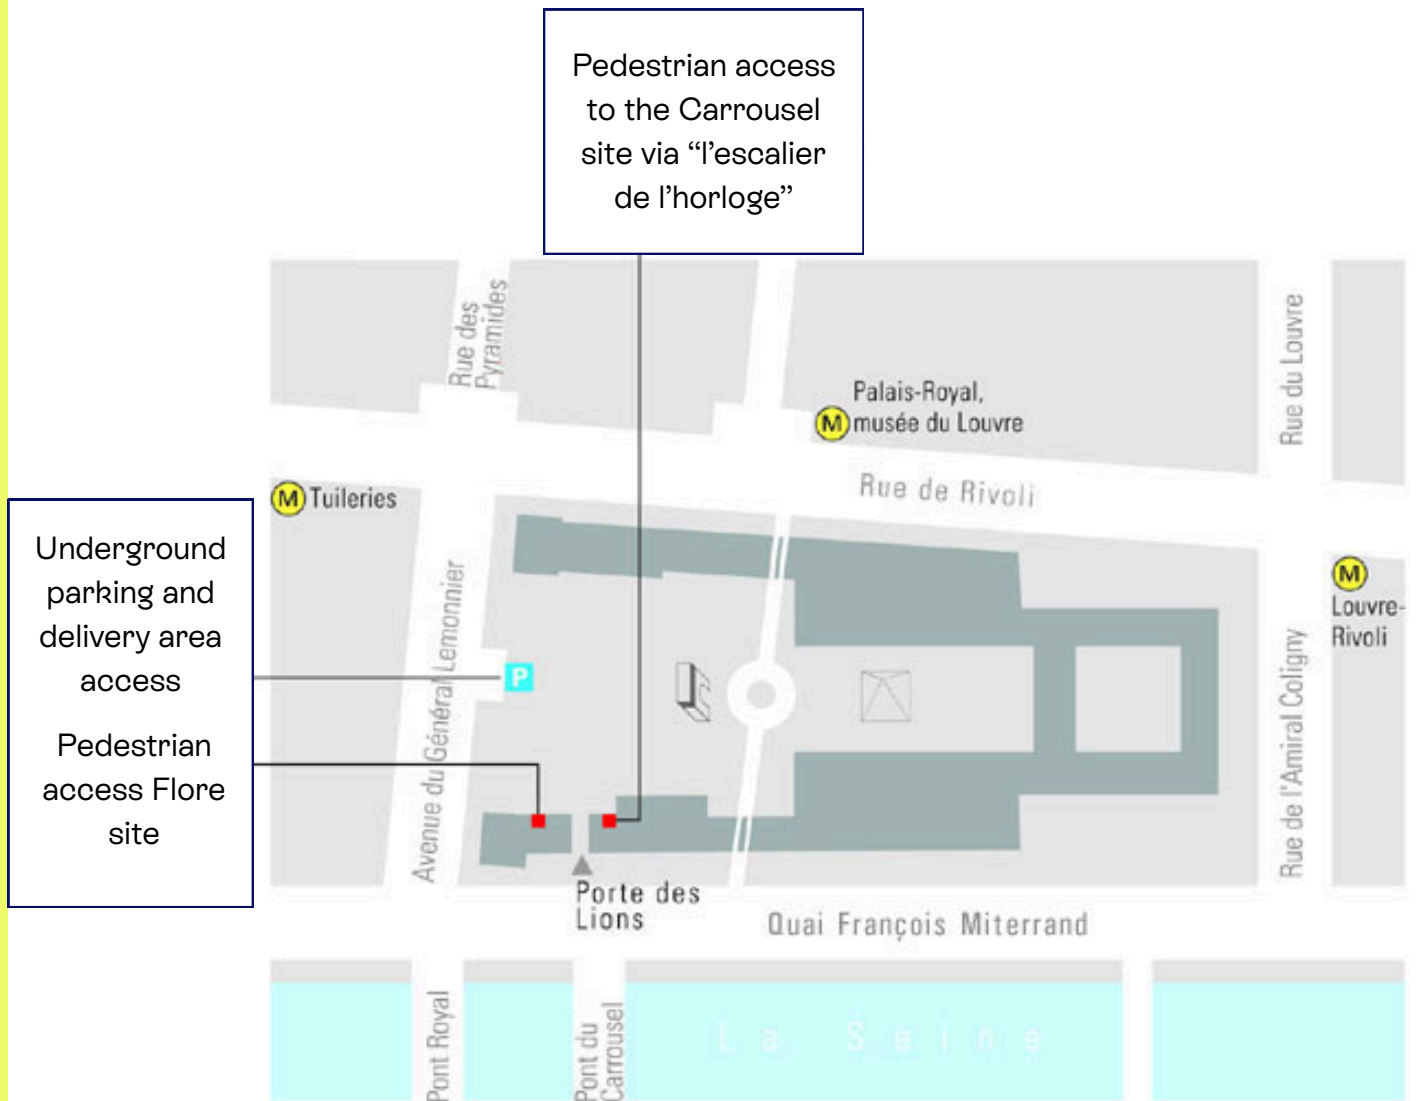 Pedestrian access
to the Carrousel
site via “l’escalier
de l’horloge”
Rue des
Pyramides
Palais-Royal,
M musée du Louvre
Rue du Louvre
Rue de Rivoli
M Tuileries
Underground
parking and
delivery area
access
Pedestrian
access Flore
site
Avenue du Général Lemonnier
P
M
Louvre-
Rivoli
Rue de l'Amiral Coligny
Porte des
Lions
Quai François Miterrand
Pont Royal
Pont du
Carrousel
La Seine